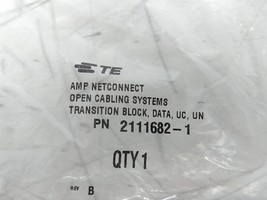 TE
AMP NETCONNECT
OPEN CABLING SYSTEMS
TRANSITION BLOCK, DATA, UC, UN
PN 2111682-1
QTY 1
REV B